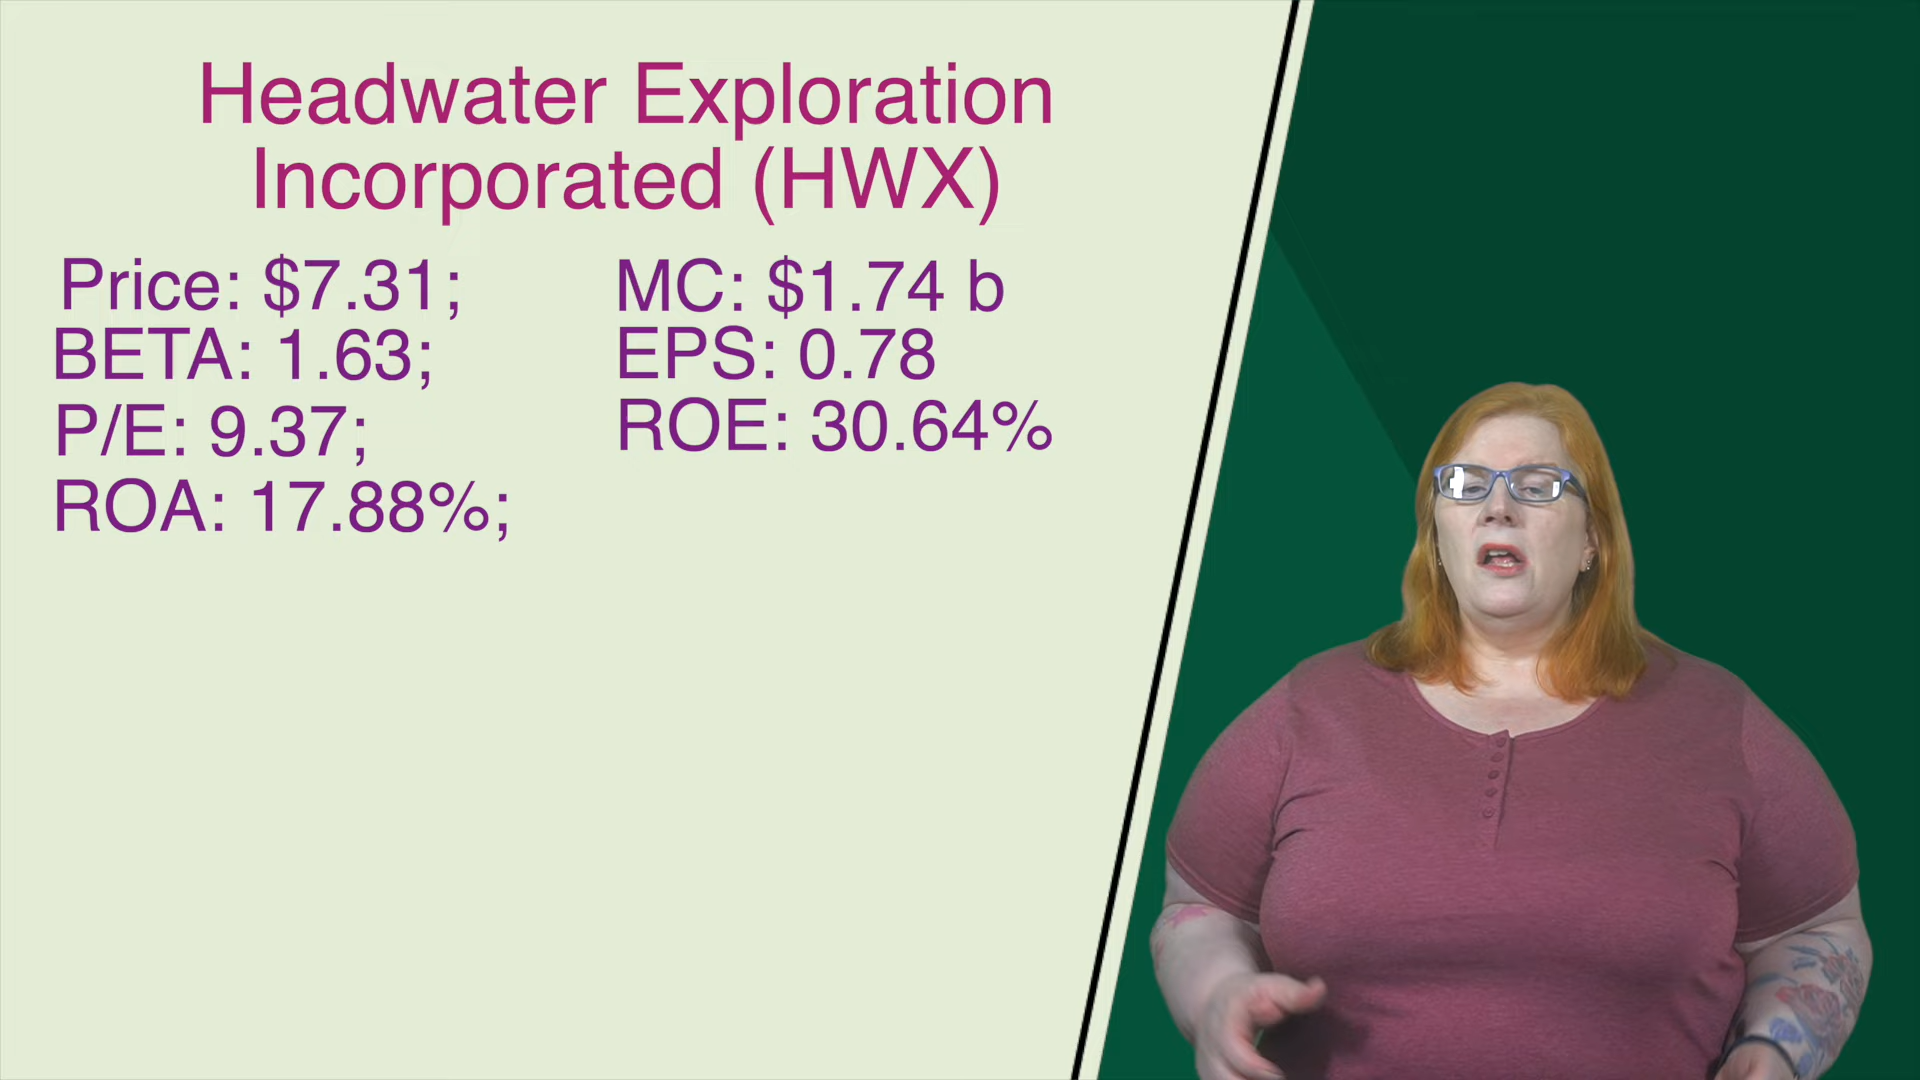 Headwater Exploration
Incorporated (HWX)
Price: $7.31; MC: $1.74 b
BETA: 1.63; EPS: 0.78
P/E: 9.37; ROE: 30.64%
ROA: 17.88%;